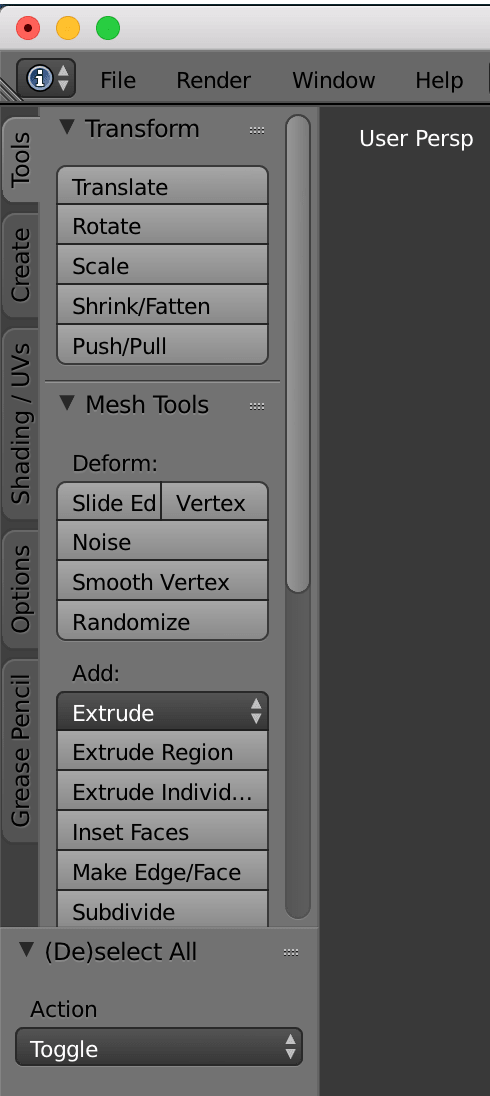 File Render Window Help
Tools
Create
Shading / UVs
Options
Grease Pencil
Transform
Translate
Rotate
Scale
Shrink/Fatten
Push/Pull
Mesh Tools
Deform:
Slide Ed Vertex
Noise
Smooth Vertex
Randomize
Add:
Extrude
Extrude Region
Extrude Individ...
Inset Faces
Make Edge/Face
Subdivide
(De)select All
Action
Toggle
User Persp